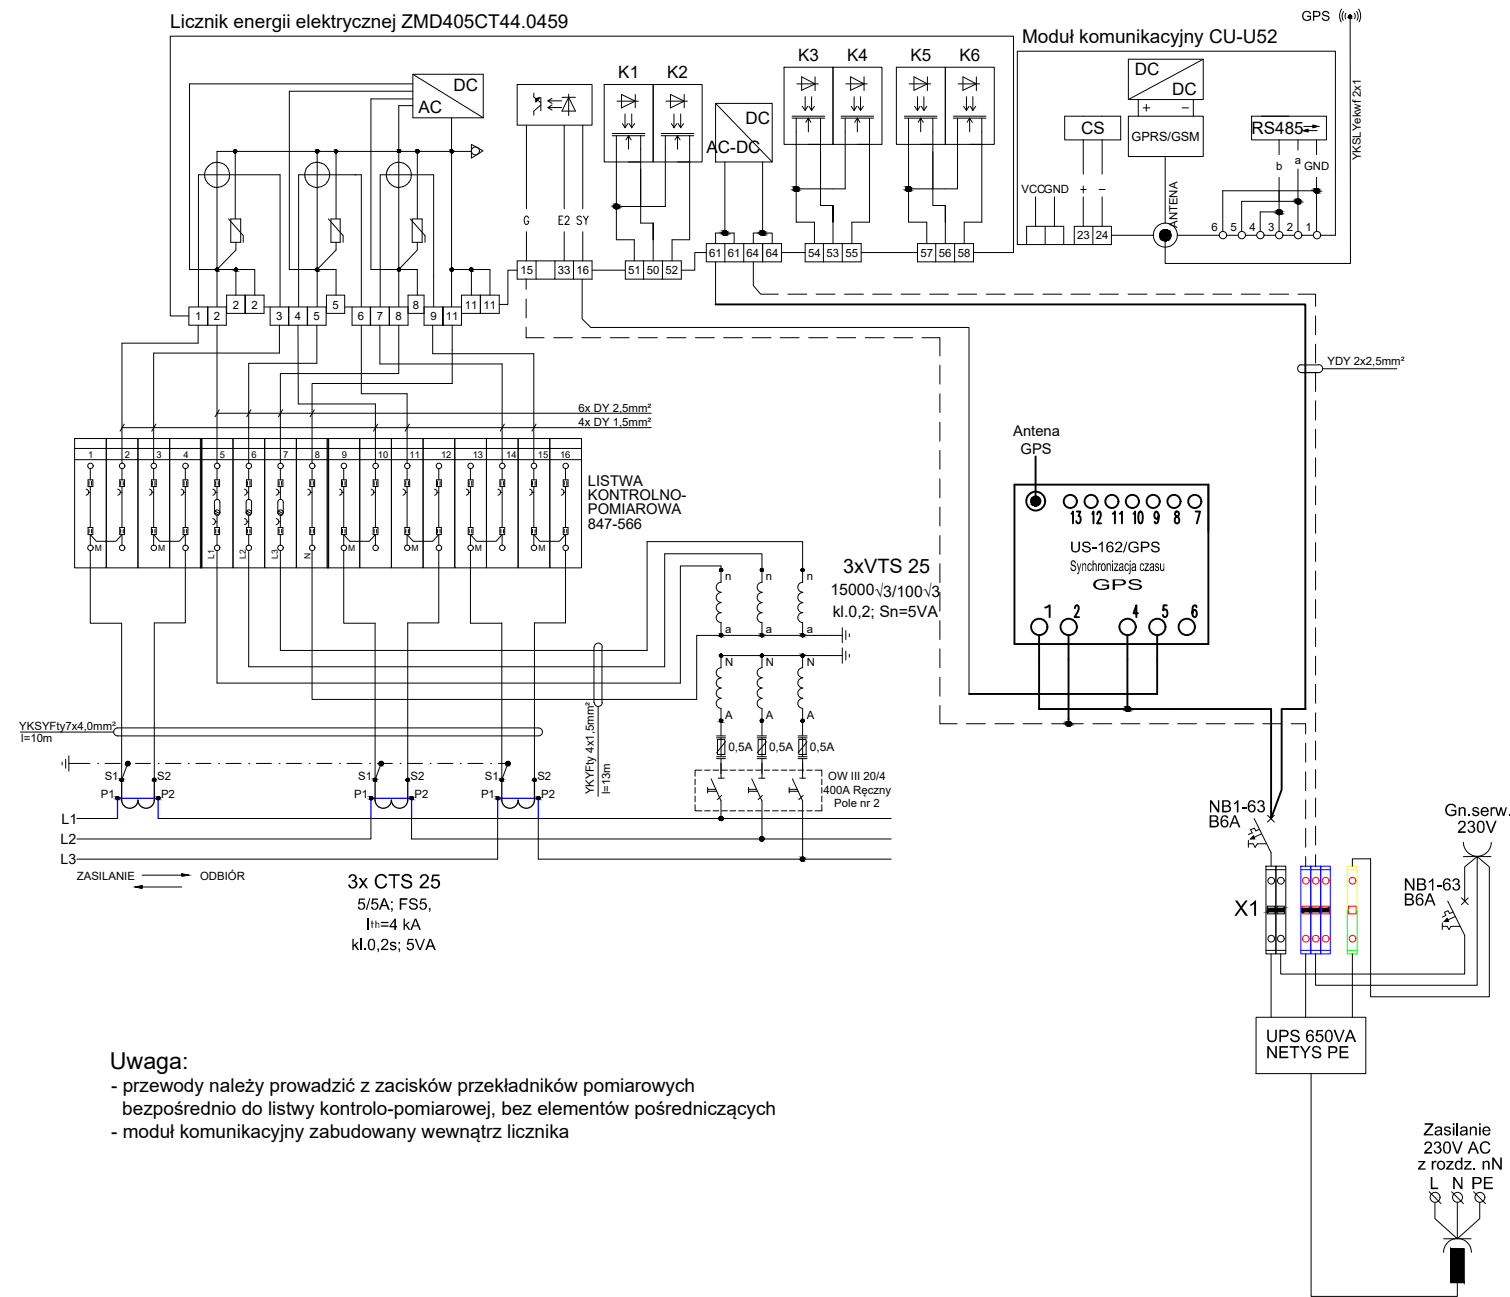 Licznik energii elektrycznej ZMD405CT44.0459
GPS
Moduł komunikacyjny CU-U52
K1 K2 K3 K4 K5 K6
DC
AC
DC
AC-DC
DC
DC
+ −
GPRS/GSM
CS
RS485
b a GND
VCC GND + −
ANTENA
YKSLYekwf 2x1
G E2 SY
23 24
6 5 4 3 2 1
61 61 64 64
54 53 55
57 56 58
15 33 16
51 50 52
2 2 5 8 11 11
1 2 3 4 5 6 7 8 9 11
YDY 2x2,5mm²
6x DY 2,5mm²
4x DY 1,5mm²
1 2 3 4 5 6 7 8 9 10 11 12 13 14 15 16
M M L1 L2 L3 N M M M M
LISTWA
KONTROLNO-
POMIAROWA
847-566
Antena
GPS
13 12 11 10 9 8 7
US-162/GPS
Synchronizacja czasu
GPS
1 2 4 5 6
3xVTS 25
15000√3/100√3
kl.0,2; Sn=5VA
n n n
a a a
N N N
A A A
0,5A 0,5A 0,5A
OW III 20/4
400A Ręczny
Pole nr 2
YKYFty 4x1,5mm²
l=13m
YKSYFty7x4,0mm²
l=10m
S1 S2 S1 S2 S1 S2
P1 P2 P1 P2 P1 P2
L1
L2
L3
ZASILANIE ODBIÓR
3x CTS 25
5/5A; FS5,
Ith=4 kA
kl.0,2s; 5VA
NB1-63
B6A
Gn.serw.
230V
NB1-63
B6A
X1
UPS 650VA
NETYS PE
Uwaga:
- przewody należy prowadzić z zacisków przekładników pomiarowych
bezpośrednio do listwy kontrolo-pomiarowej, bez elementów pośredniczących
- moduł komunikacyjny zabudowany wewnątrz licznika
Zasilanie
230V AC
z rozdz. nN
L N PE